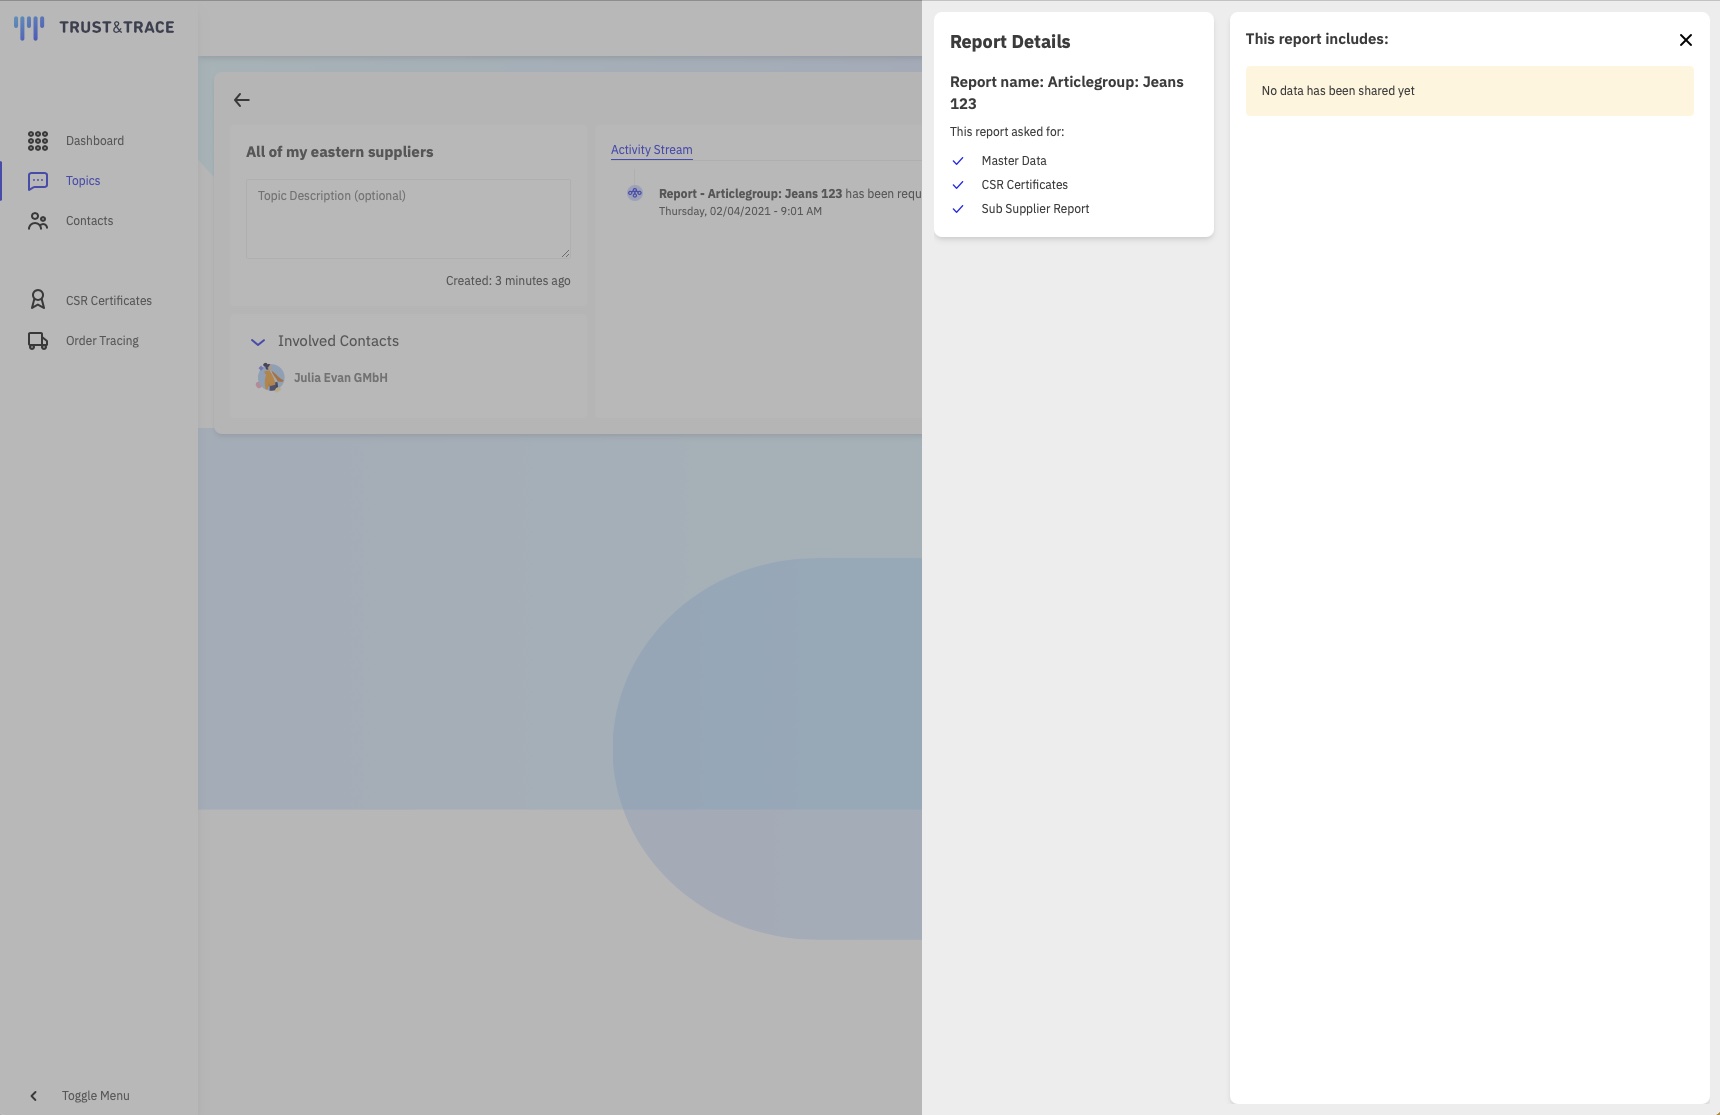 TRUST&TRACE
Dashboard
Topics
Contacts
CSR Certificates
Order Tracing
Toggle Menu
All of my eastern suppliers
Topic Description (optional)
Created: 3 minutes ago
Involved Contacts
Julia Evan GMbH
Activity Stream
Report - Articlegroup: Jeans 123 has been requ
Thursday, 02/04/2021 - 9:01 AM
Report Details
Report name: Articlegroup: Jeans
123
This report asked for:
Master Data
CSR Certificates
Sub Supplier Report
This report includes:
No data has been shared yet